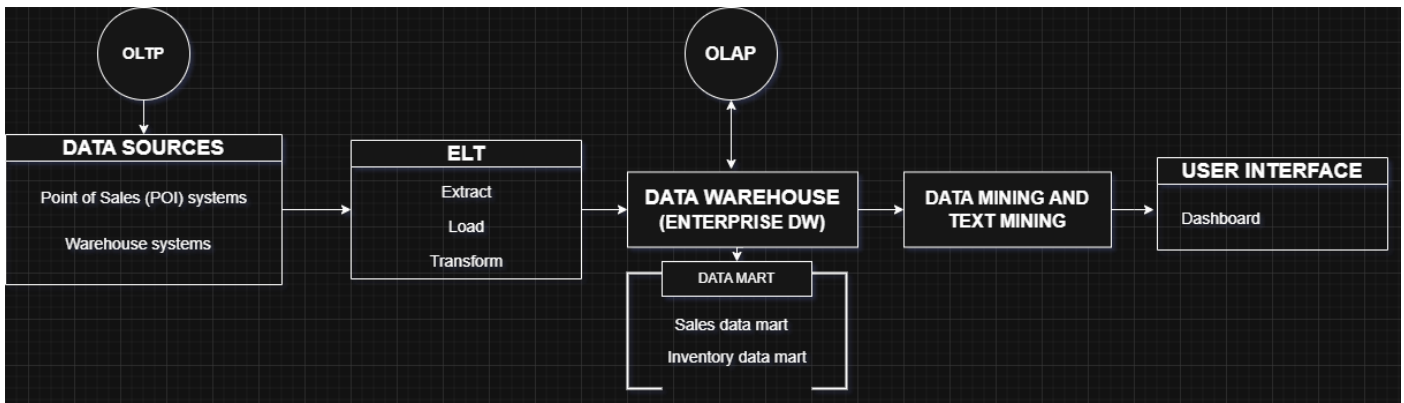 OLTP
OLAP
DATA SOURCES
Point of Sales (POI) systems
Warehouse systems
ELT
Extract
Load
Transform
DATA WAREHOUSE
(ENTERPRISE DW)
DATA MART
Sales data mart
Inventory data mart
DATA MINING AND
TEXT MINING
USER INTERFACE
Dashboard